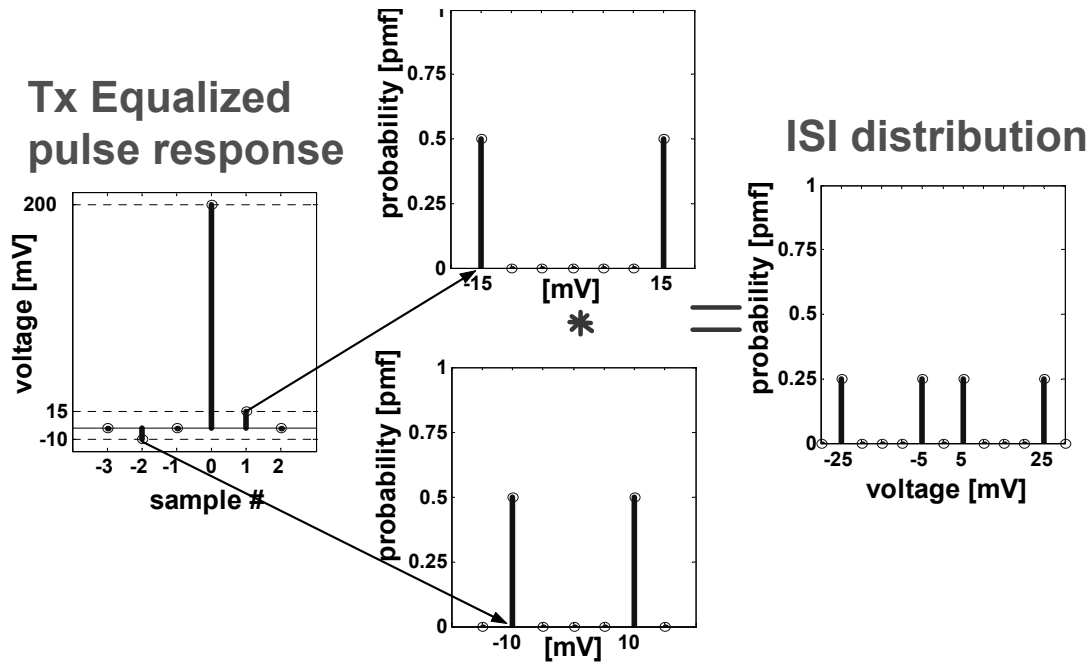 Tx Equalized
pulse response
voltage [mV]
200
15
-10
-3 -2 -1 0 1 2
sample #
probability [pmf]
1
0.75
0.5
0.25
0
-15 15
[mV]
*
=
probability [pmf]
1
0.75
0.5
0.25
0
-10 10
[mV]
ISI distribution
probability [pmf]
1
0.75
0.5
0.25
0
-25 -5 5 25
voltage [mV]